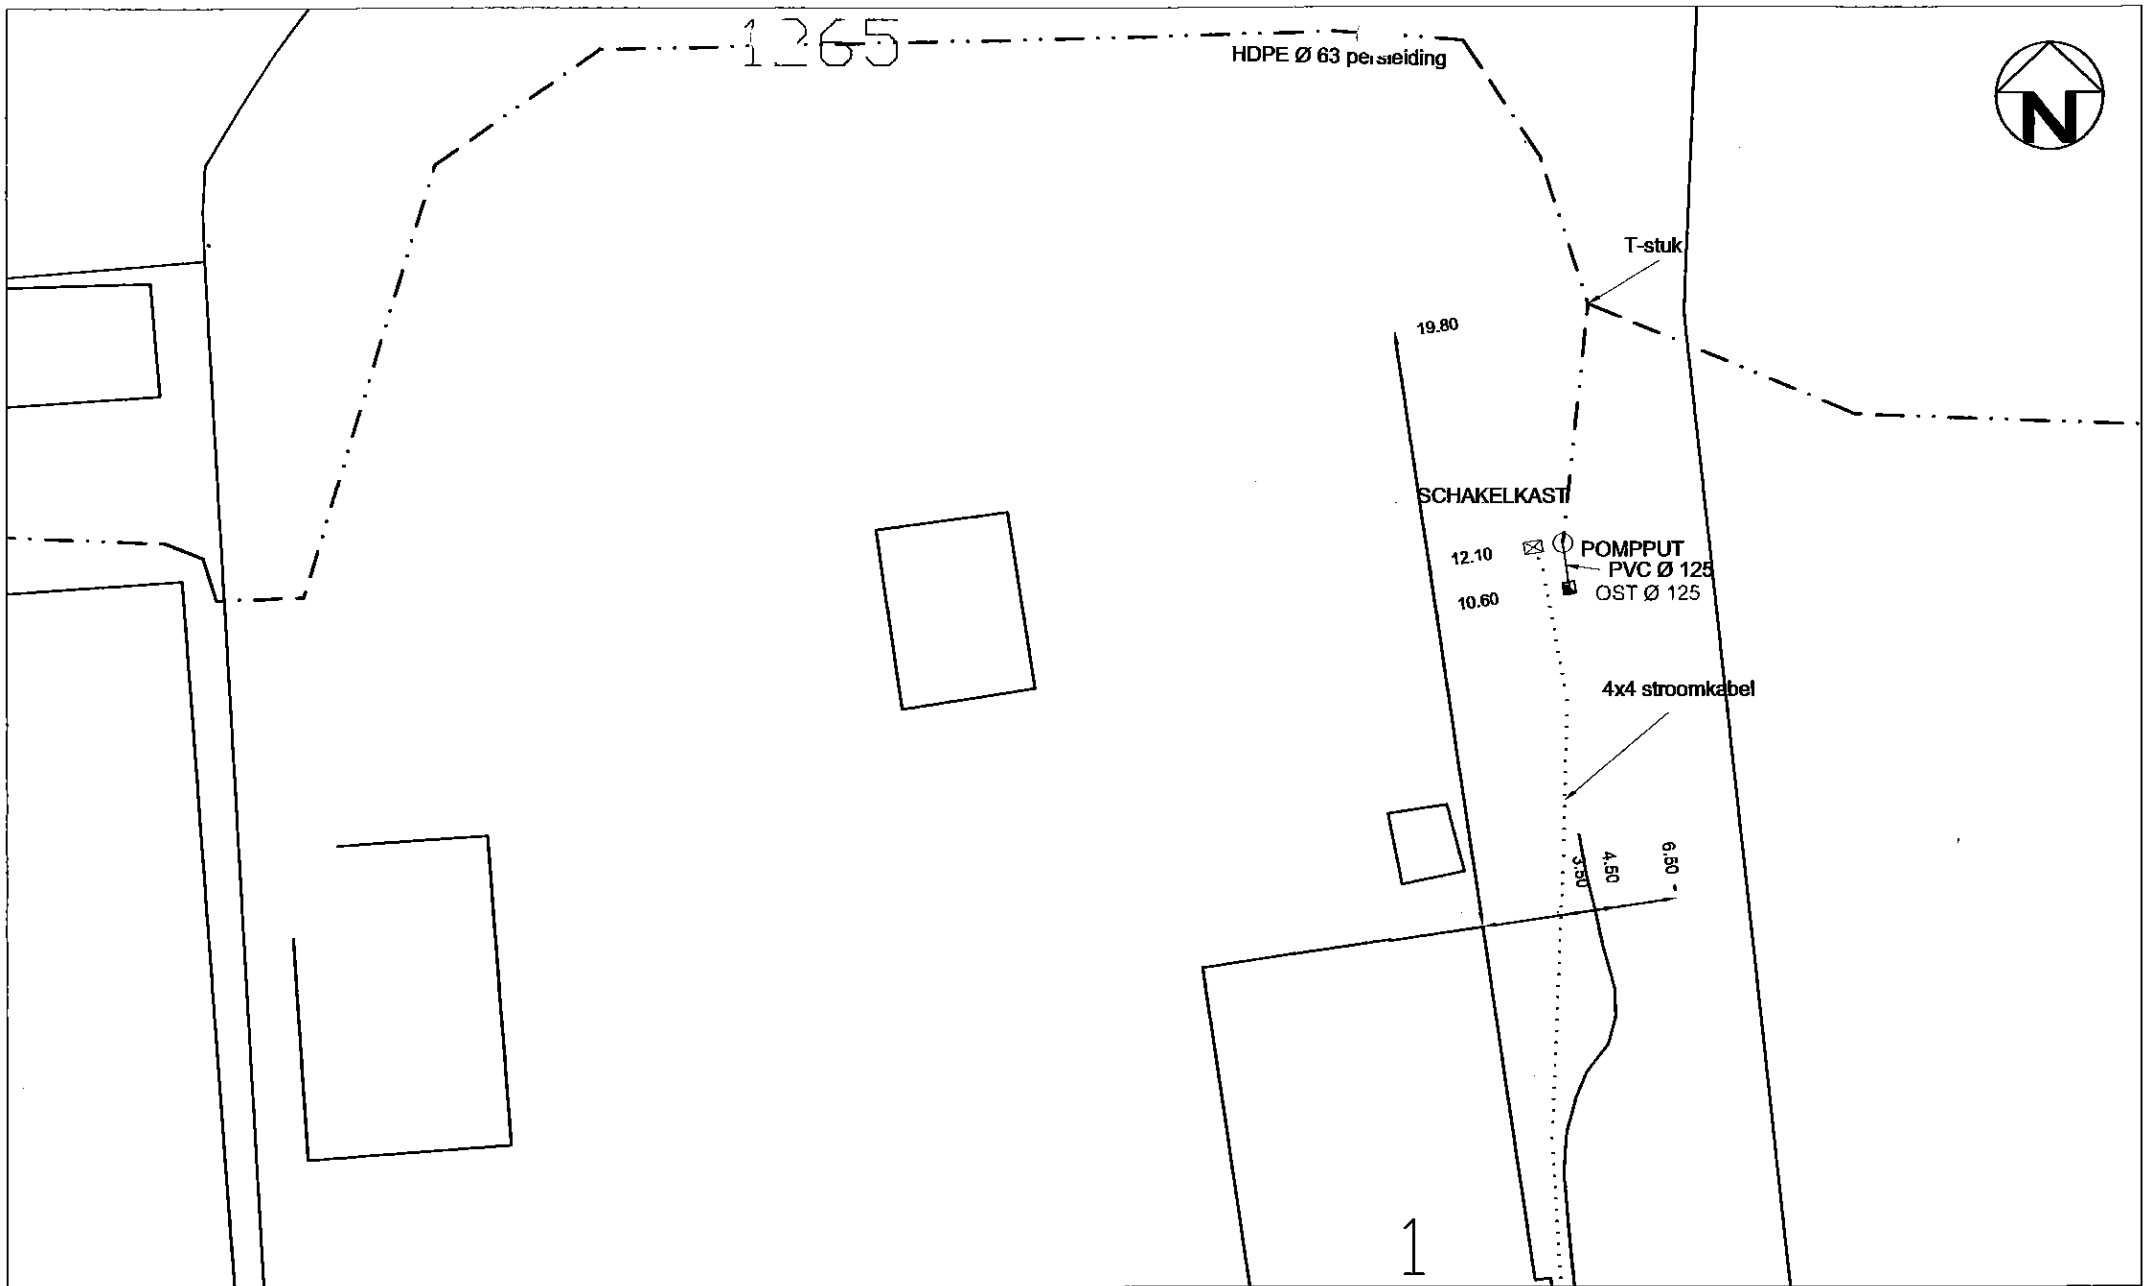 1265
HDPE Ø 63 persleiding
N
T-stuk
19.80
SCHAKELKAST
12.10
POMPPUT
PVC Ø 125
10.60
OST Ø 125
4x4 stroomkabel
3.50
4.50
6.50
1